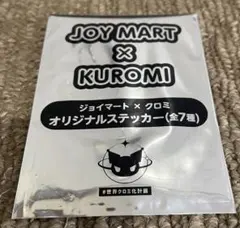 JOY MART
×
KUROMI
ジョイマート × クロミ
オリジナルステッカー(全7種)
#世界クロミ化計画